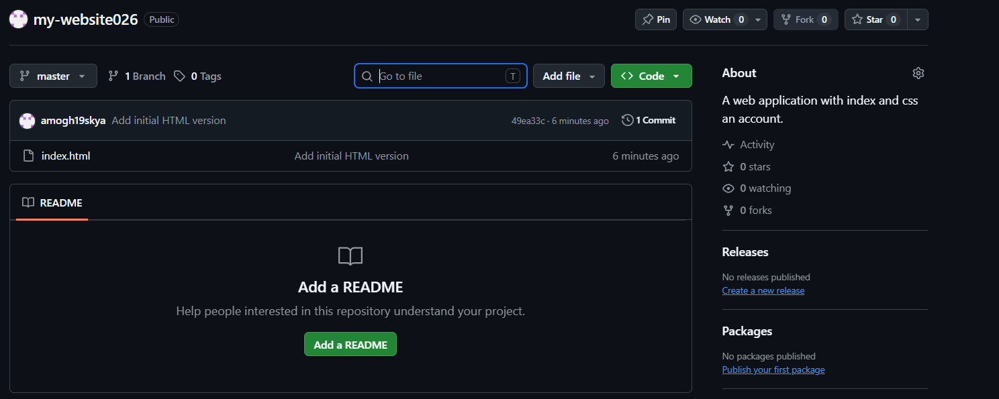 my-website026 Public Pin Watch 0 Fork 0 Star 0
master 1 Branch 0 Tags Go to file T Add file Code
amogh19skya Add initial HTML version 49ea33c · 6 minutes ago 1 Commit
index.html Add initial HTML version 6 minutes ago
README
Add a README
Help people interested in this repository understand your project.
Add a README
About
A web application with index and css
an account.
Activity
0 stars
0 watching
0 forks
Releases
No releases published
Create a new release
Packages
No packages published
Publish your first package